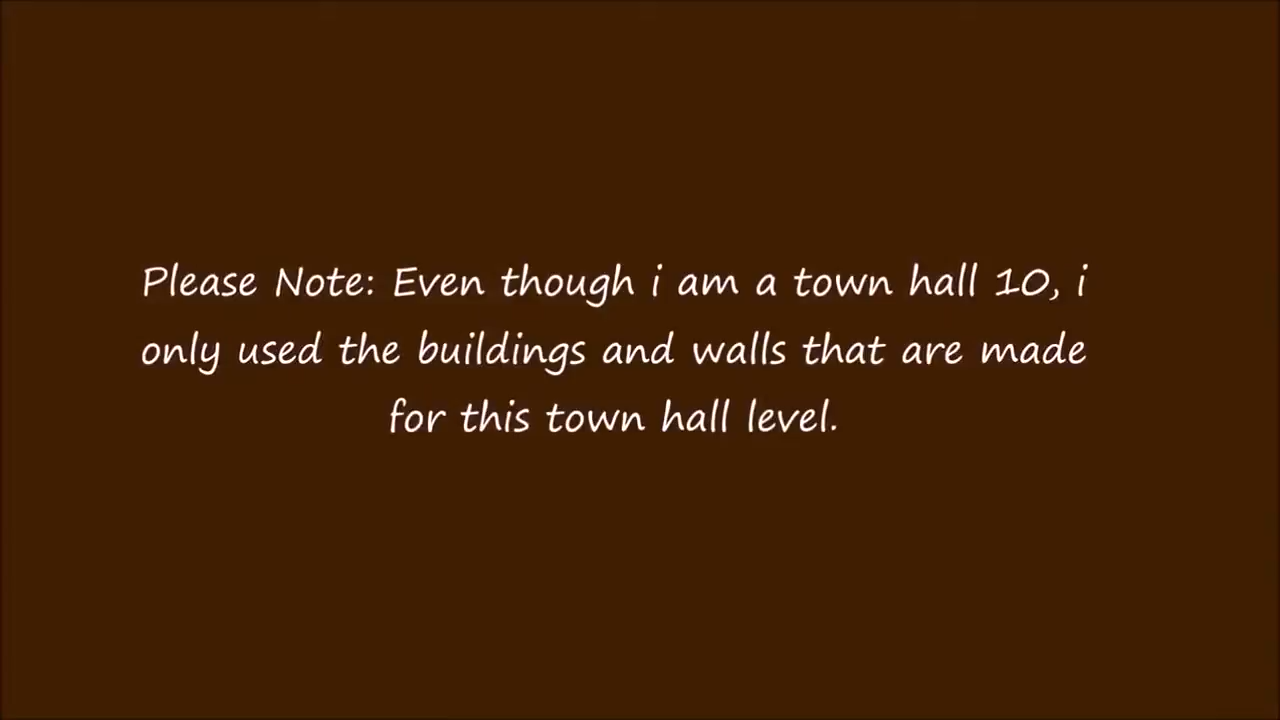 Please Note: Even though i am a town hall 10, i
only used the buildings and walls that are made
for this town hall level.